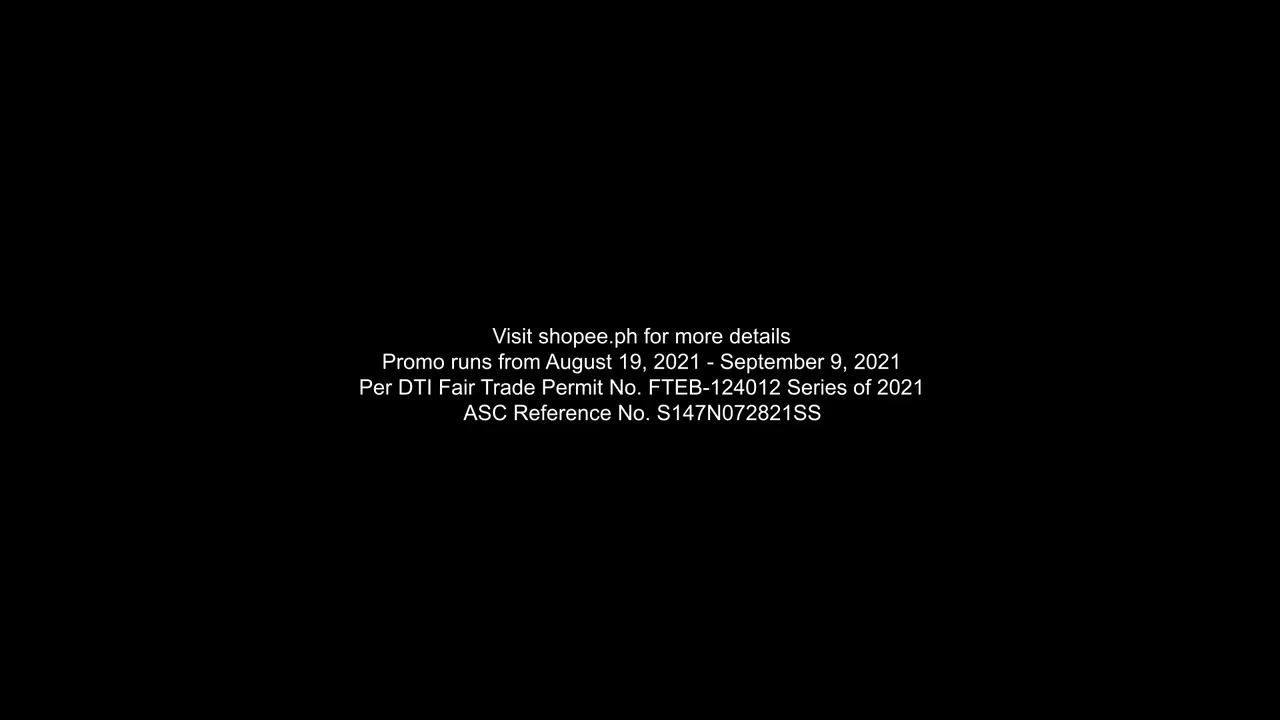 Visit shopee.ph for more details
Promo runs from August 19, 2021 - September 9, 2021
Per DTI Fair Trade Permit No. FTEB-124012 Series of 2021
ASC Reference No. S147N072821SS